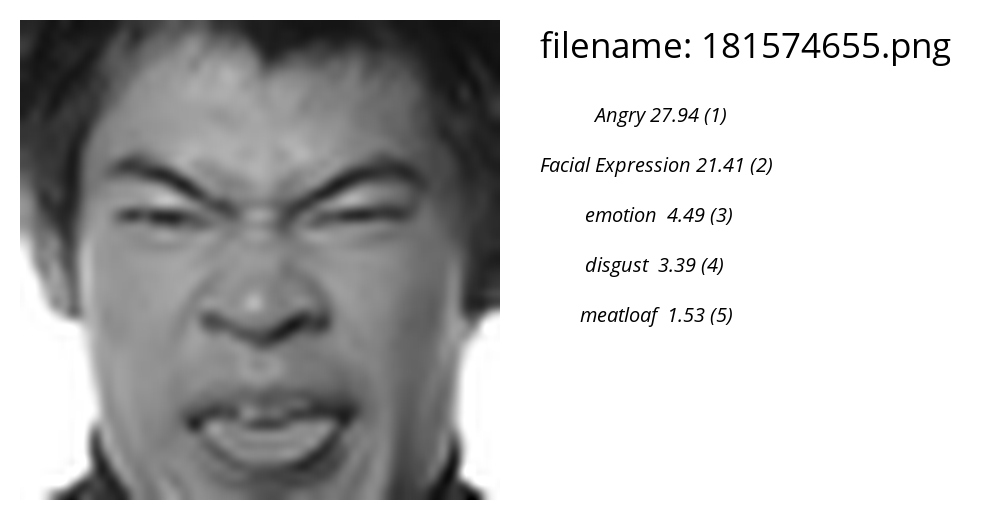 filename: 181574655.png
Angry 27.94 (1)
Facial Expression 21.41 (2)
emotion 4.49 (3)
disgust 3.39 (4)
meatloaf 1.53 (5)